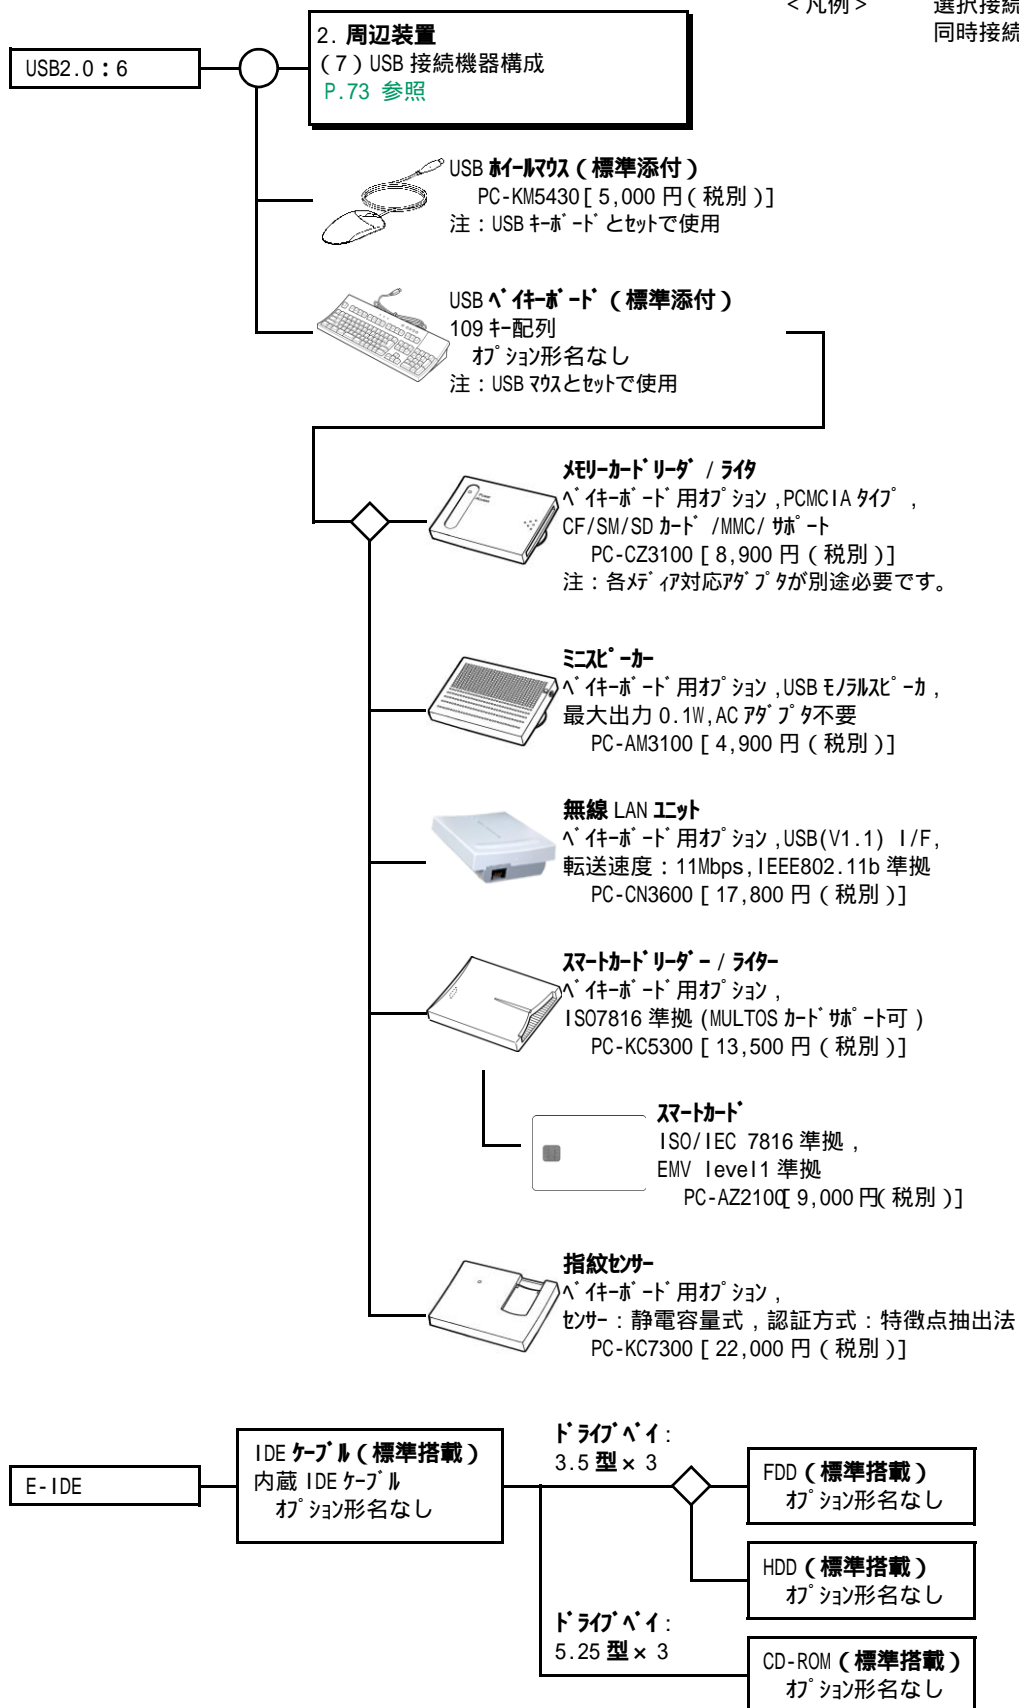 <凡例> 選択接続
同時接続
USB2.0:6
2. 周辺装置
(7)USB 接続機器構成
P.73 参照
USB ホイールマウス(標準添付)
PC-KM5430[ 5,000 円(税別)]
注:USB キーボードとセットで使用
USB ベイキーボード(標準添付)
109 キー配列
オプション形名なし
注:USB マウスとセットで使用
メモリーカードリーダ / ライタ
ベイキーボード用オプション,PCMCIA タイプ,
CF/SM/SD カード/MMC/ サポート
PC-CZ3100 [ 8,900 円(税別)]
注:各メディア対応アダプタが別途必要です。
ミニスピーカー
ベイキーボード用オプション,USB モノラルスピーカ,
最大出力 0.1W,AC アダプタ不要
PC-AM3100 [ 4,900 円(税別)]
無線 LAN ユニット
ベイキーボード用オプション,USB(V1.1) I/F,
転送速度:11Mbps,IEEE802.11b 準拠
PC-CN3600 [ 17,800 円(税別)]
スマートカードリーダー / ライター
ベイキーボード用オプション,
ISO7816 準拠(MULTOS カードサポート可)
PC-KC5300 [ 13,500 円(税別)]
スマートカード
ISO/IEC 7816 準拠,
EMV level1 準拠
PC-AZ2100[ 9,000 円(税別)]
指紋センサー
ベイキーボード用オプション,
センサー:静電容量式,認証方式:特徴点抽出法
PC-KC7300 [ 22,000 円(税別)]
E-IDE
IDE ケーブル(標準搭載)
内蔵 IDE ケーブル
オプション形名なし
ドライブベイ:
3.5 型× 3
FDD(標準搭載)
オプション形名なし
HDD(標準搭載)
オプション形名なし
ドライブベイ:
5.25 型× 3
CD-ROM(標準搭載)
オプション形名なし